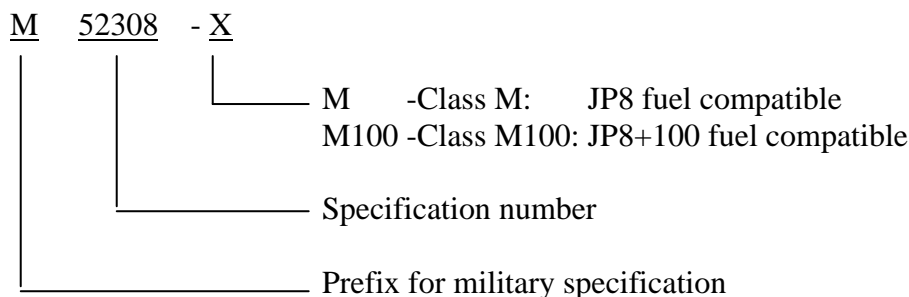 M 52308 - X
M -Class M: JP8 fuel compatible
M100 -Class M100: JP8+100 fuel compatible
Specification number
Prefix for military specification